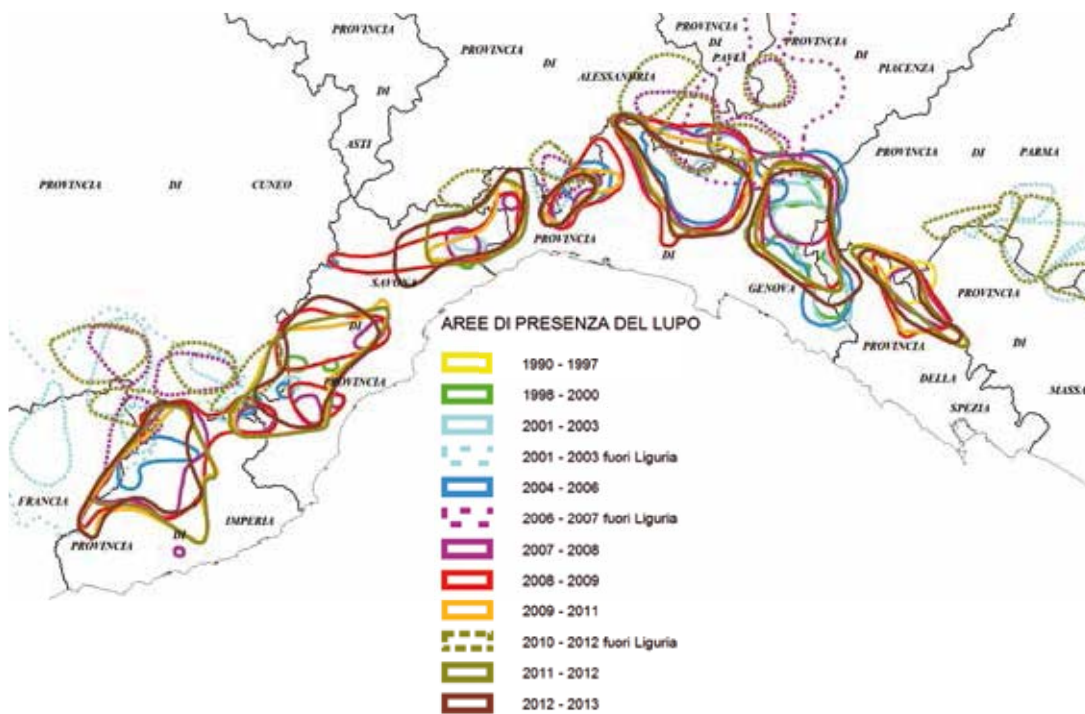 PROVINCIA
DI
ASTI
PROVINCIA
DI
ALESSANDRIA
PROVINCIA
DI
PAVIA
PROVINCIA
DI
PIACENZA
PROVINCIA DI PARMA
PROVINCIA DI CUNEO
PROVINCIA
DI
GENOVA
SAVONA
DI
PROVINCIA
PROVINCIA
DI
MASSA
PROVINCIA
DELLA
SPEZIA
FRANCIA
PROVINCIA
DI
IMPERIA
AREE DI PRESENZA DEL LUPO
1990 - 1997
1998 - 2000
2001 - 2003
2001 - 2003 fuori Liguria
2004 - 2006
2006 - 2007 fuori Liguria
2007 - 2008
2008 - 2009
2009 - 2011
2010 - 2012 fuori Liguria
2011 - 2012
2012 - 2013